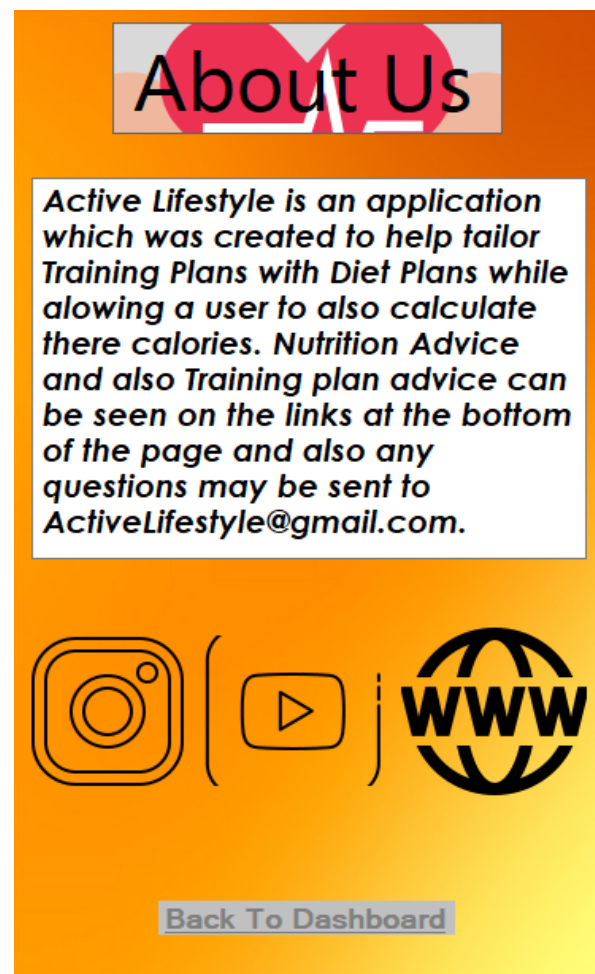 About Us
Active Lifestyle is an application
which was created to help tailor
Training Plans with Diet Plans while
alowing a user to also calculate
there calories. Nutrition Advice
and also Training plan advice can
be seen on the links at the bottom
of the page and also any
questions may be sent to
ActiveLifestyle@gmail.com.
WWW
Back To Dashboard